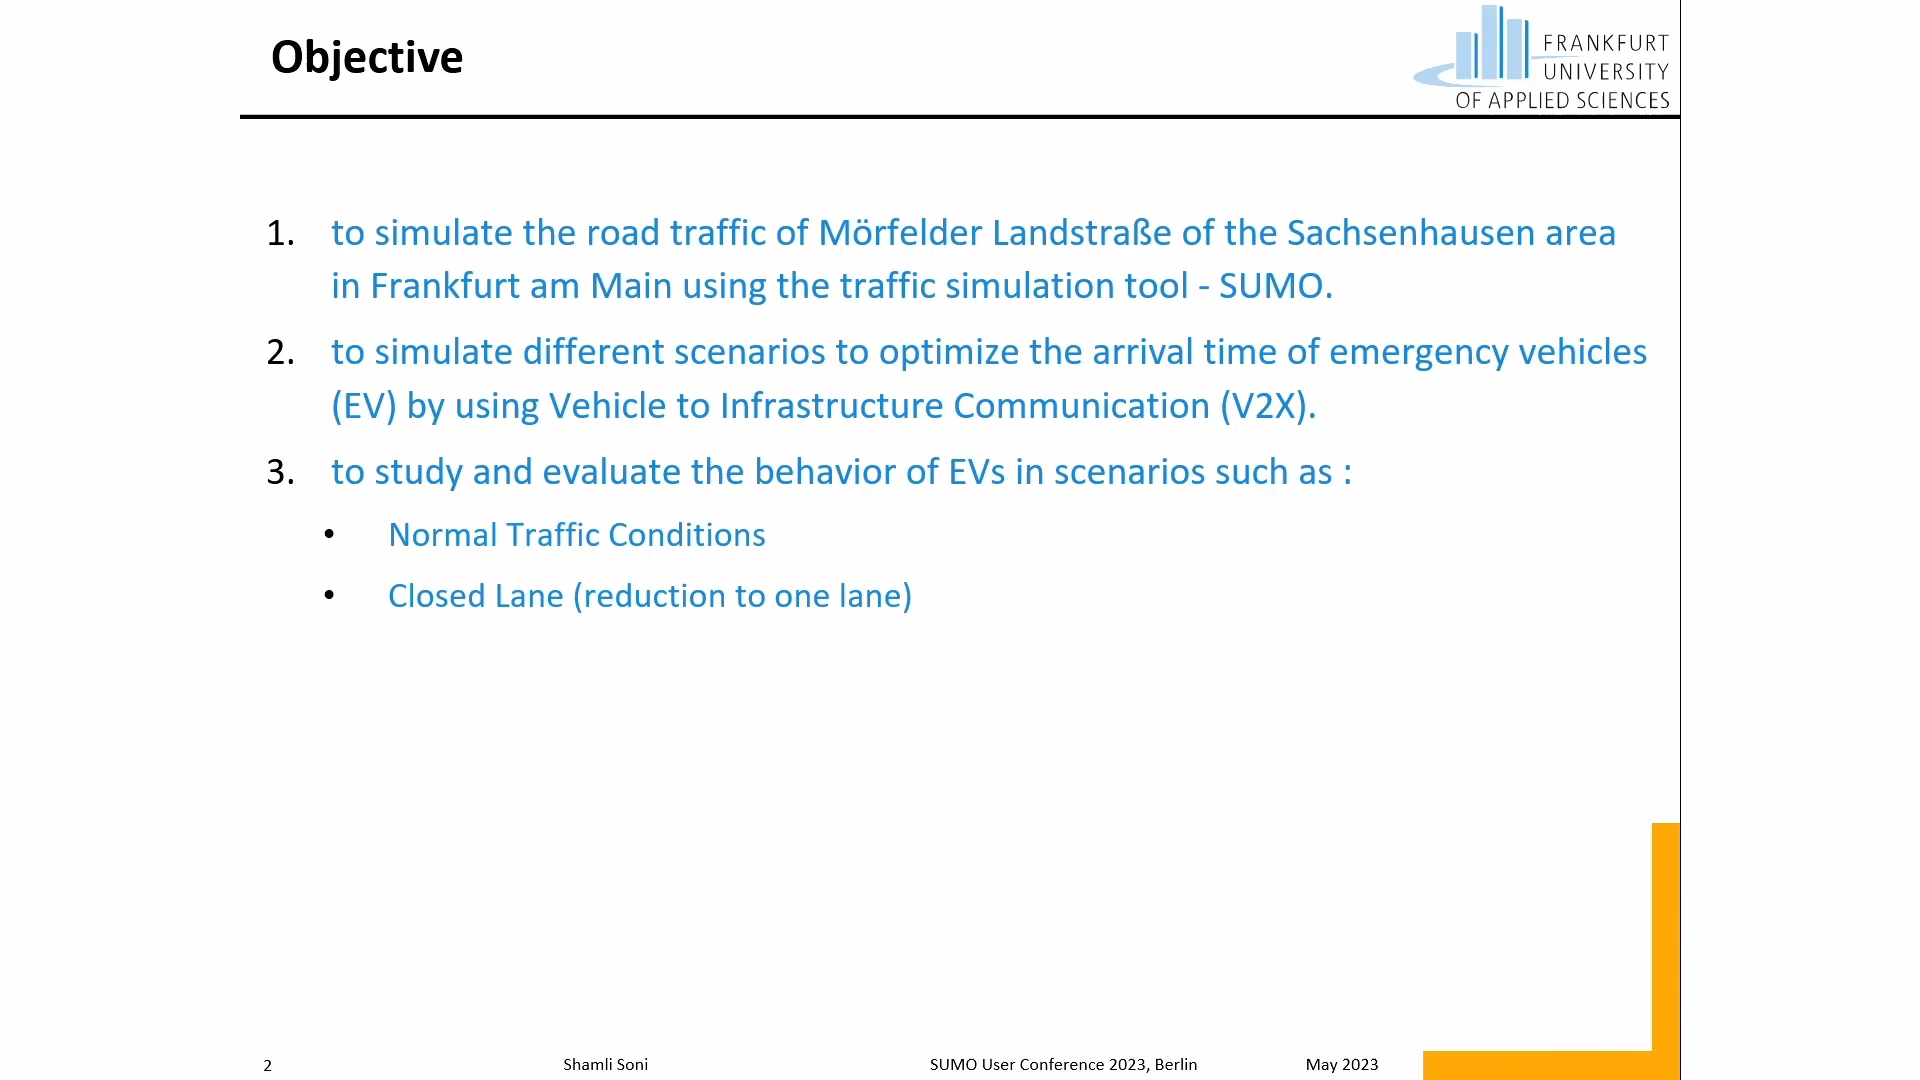 Objective
FRANKFURT
UNIVERSITY
OF APPLIED SCIENCES
1. to simulate the road traffic of Mörfelder Landstraße of the Sachsenhausen area
in Frankfurt am Main using the traffic simulation tool - SUMO.
2. to simulate different scenarios to optimize the arrival time of emergency vehicles
(EV) by using Vehicle to Infrastructure Communication (V2X).
3. to study and evaluate the behavior of EVs in scenarios such as :
• Normal Traffic Conditions
• Closed Lane (reduction to one lane)
2 Shamli Soni SUMO User Conference 2023, Berlin May 2023